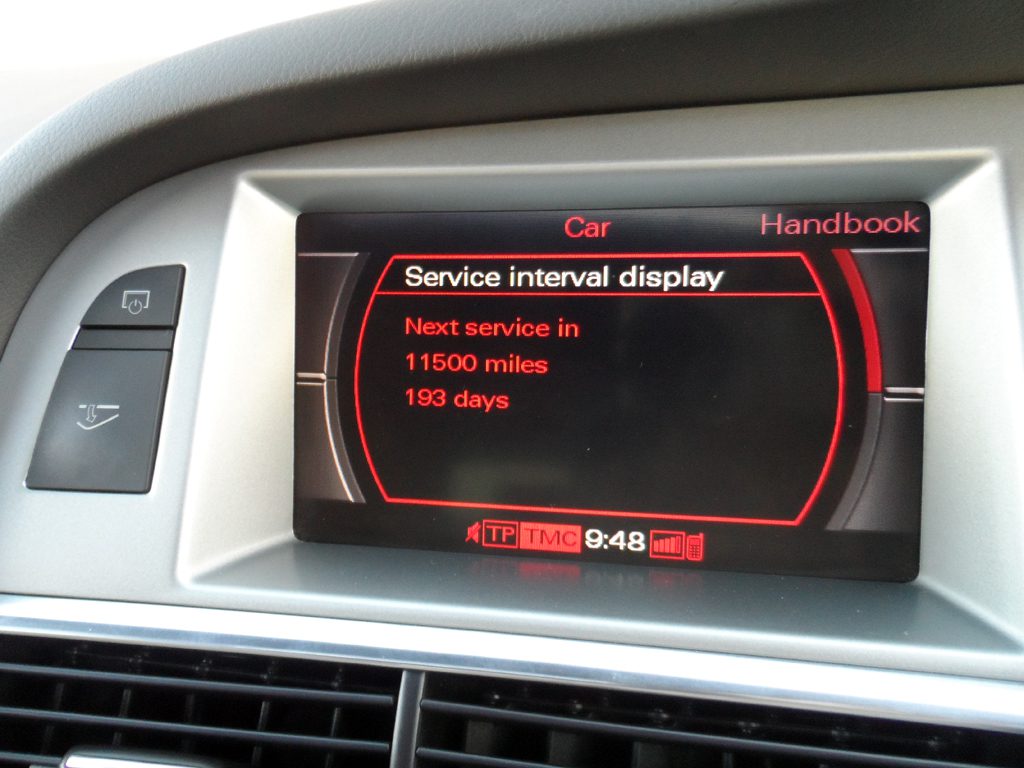 Car
Handbook
Service interval display
Next service in
11500 miles
193 days
TP TMC 9:48